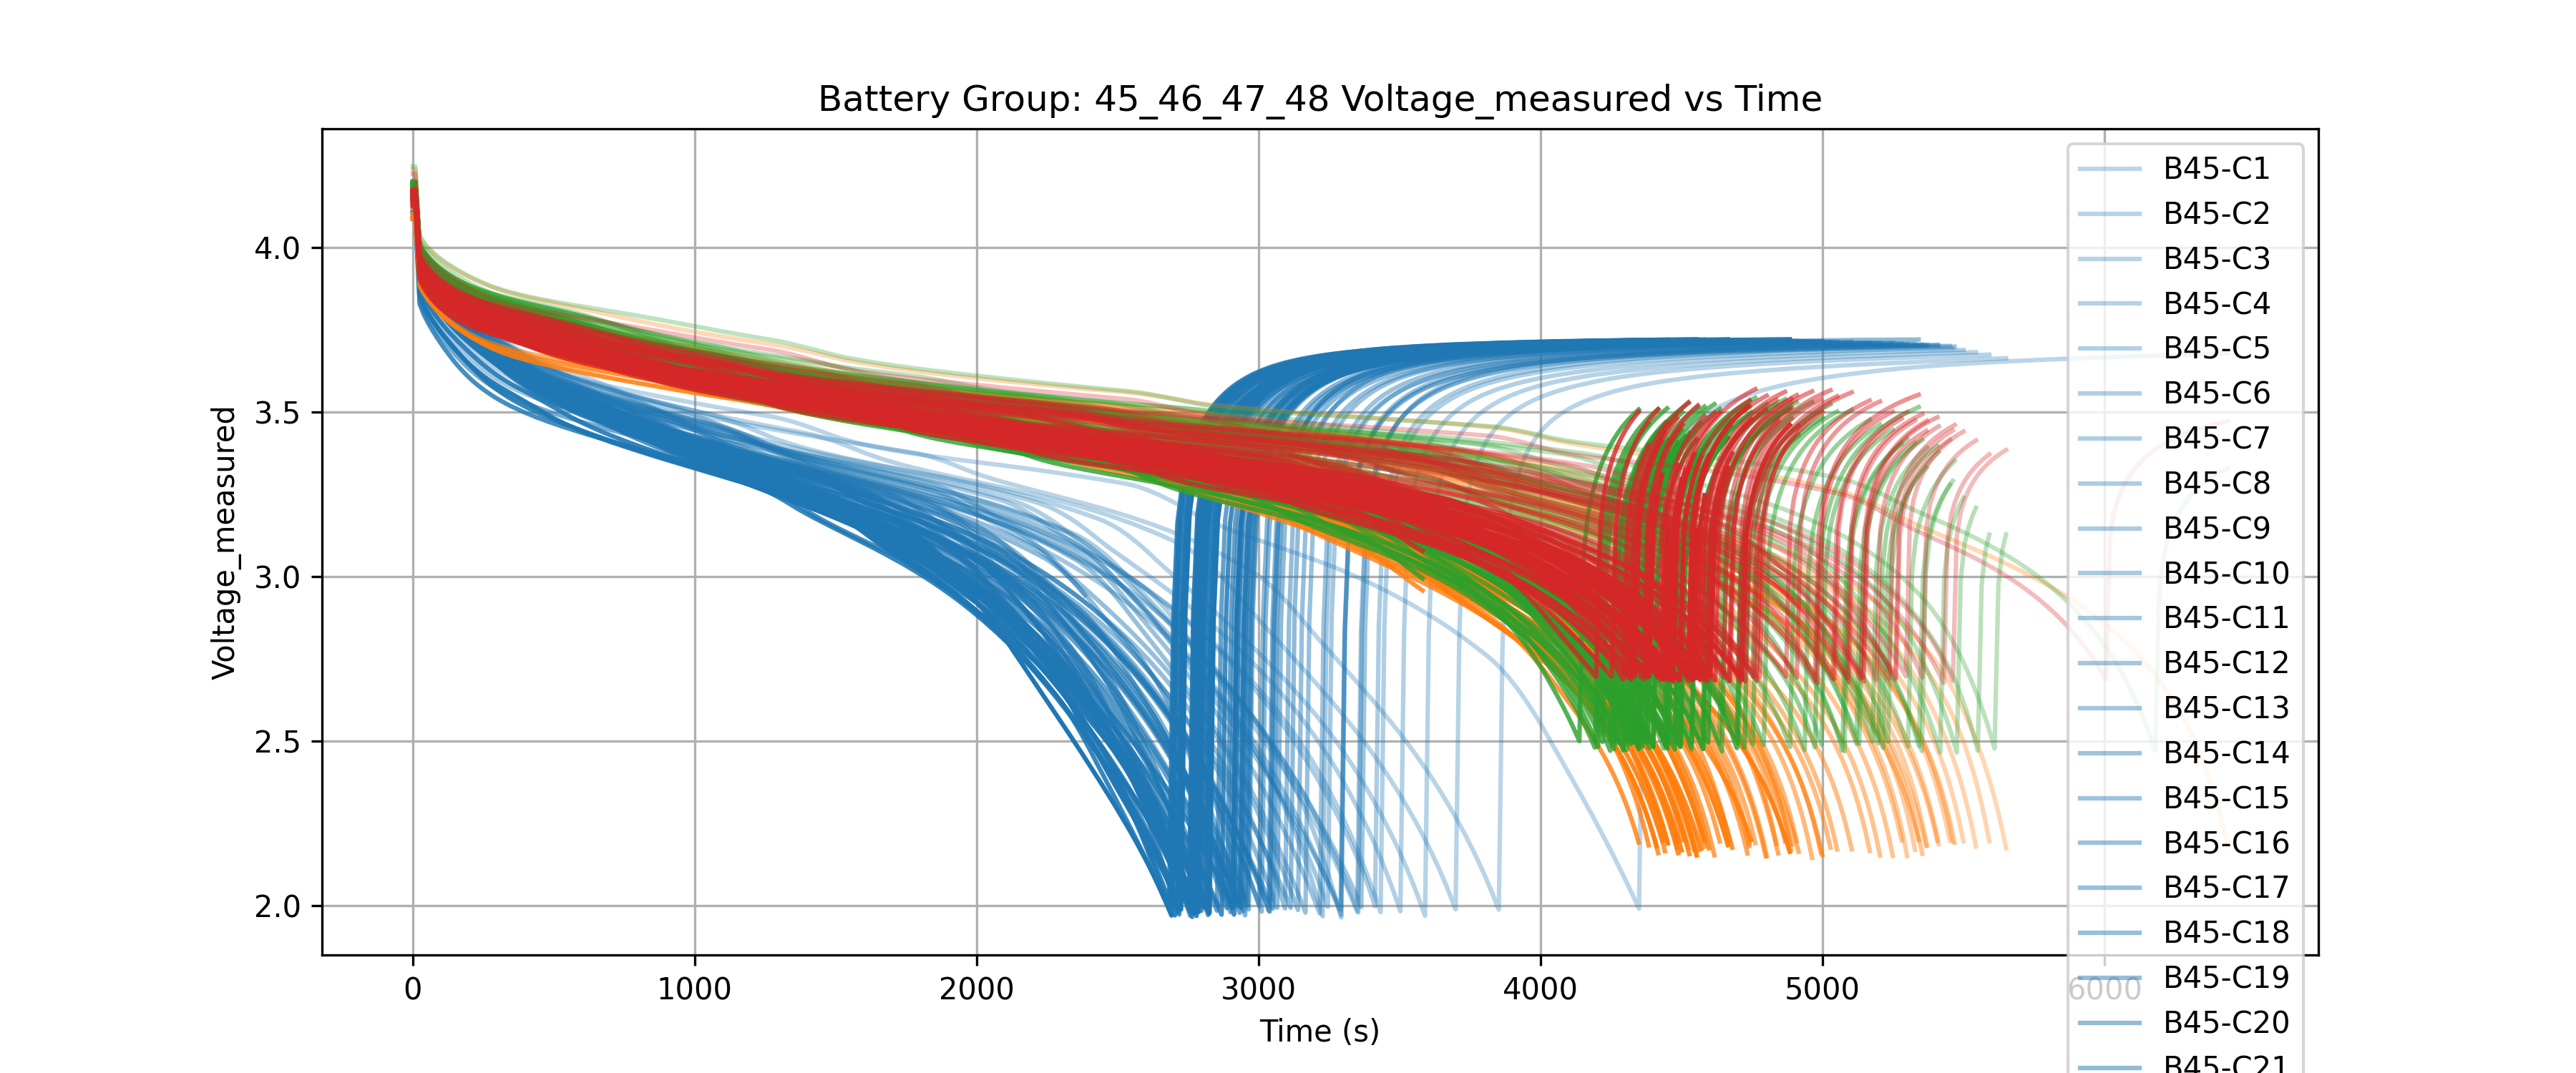 Battery Group: 45_46_47_48 Voltage_measured vs Time
Voltage_measured
4.0
3.5
3.0
2.5
2.0
0
1000
2000
3000
4000
5000
6000
Time (s)
B45-C1
B45-C2
B45-C3
B45-C4
B45-C5
B45-C6
B45-C7
B45-C8
B45-C9
B45-C10
B45-C11
B45-C12
B45-C13
B45-C14
B45-C15
B45-C16
B45-C17
B45-C18
B45-C19
B45-C20
B45-C21